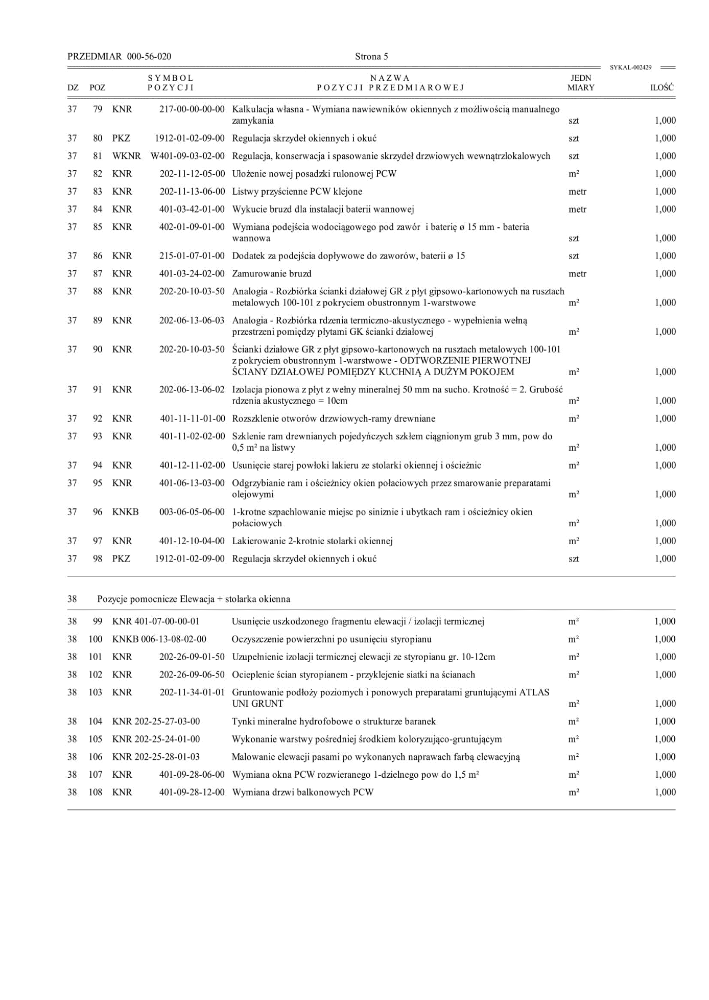 PRZEDMIAR 000-56-020 Strona 5
SYKAL-002429
SYMBOL NAZWA JEDN
DZ POZ POZYCJI POZYCJI PRZEDMIAROWEJ MIARY ILOŚĆ
37 79 KNR 217-00-00-00-00 Kalkulacja własna - Wymiana nawiewników okiennych z możliwością manualnego
zamykania szt 1,000
37 80 PKZ 1912-01-02-09-00 Regulacja skrzydeł okiennych i okuć szt 1,000
37 81 WKNR W401-09-03-02-00 Regulacja, konserwacja i spasowanie skrzydeł drzwiowych wewnątrzlokalowych szt 1,000
37 82 KNR 202-11-12-05-00 Ułożenie nowej posadzki rulonowej PCW m² 1,000
37 83 KNR 202-11-13-06-00 Listwy przyścienne PCW klejone metr 1,000
37 84 KNR 401-03-42-01-00 Wykucie bruzd dla instalacji baterii wannowej metr 1,000
37 85 KNR 402-01-09-01-00 Wymiana podejścia wodociągowego pod zawór i baterię ø 15 mm - bateria
wannowa szt 1,000
37 86 KNR 215-01-07-01-00 Dodatek za podejścia dopływowe do zaworów, baterii ø 15 szt 1,000
37 87 KNR 401-03-24-02-00 Zamurowanie bruzd metr 1,000
37 88 KNR 202-20-10-03-50 Analogia - Rozbiórka ścianki działowej GR z płyt gipsowo-kartonowych na rusztach
metalowych 100-101 z pokryciem obustronnym 1-warstwowe m² 1,000
37 89 KNR 202-06-13-06-03 Analogia - Rozbiórka rdzenia termiczno-akustycznego - wypełnienia wełną
przestrzeni pomiędzy płytami GK ścianki działowej m² 1,000
37 90 KNR 202-20-10-03-50 Ścianki działowe GR z płyt gipsowo-kartonowych na rusztach metalowych 100-101
z pokryciem obustronnym 1-warstwowe - ODTWORZENIE PIERWOTNEJ
ŚCIANY DZIAŁOWEJ POMIĘDZY KUCHNIĄ A DUŻYM POKOJEM m² 1,000
37 91 KNR 202-06-13-06-02 Izolacja pionowa z płyt z wełny mineralnej 50 mm na sucho. Krotność = 2. Grubość
rdzenia akustycznego = 10cm m² 1,000
37 92 KNR 401-11-11-01-00 Rozszklenie otworów drzwiowych-ramy drewniane m² 1,000
37 93 KNR 401-11-02-02-00 Szklenie ram drewnianych pojedyńczych szkłem ciągnionym grub 3 mm, pow do
0,5 m² na listwy m² 1,000
37 94 KNR 401-12-11-02-00 Usunięcie starej powłoki lakieru ze stolarki okiennej i ościeżnic m² 1,000
37 95 KNR 401-06-13-03-00 Odgrzybianie ram i ościeżnicy okien połaciowych przez smarowanie preparatami
olejowymi m² 1,000
37 96 KNKB 003-06-05-06-00 1-krotne szpachlowanie miejsc po siniznie i ubytkach ram i ościeżnicy okien
połaciowych m² 1,000
37 97 KNR 401-12-10-04-00 Lakierowanie 2-krotnie stolarki okiennej m² 1,000
37 98 PKZ 1912-01-02-09-00 Regulacja skrzydeł okiennych i okuć szt 1,000
38 Pozycje pomocnicze Elewacja + stolarka okienna
38 99 KNR 401-07-00-00-01 Usunięcie uszkodzonego fragmentu elewacji / izolacji termicznej m² 1,000
38 100 KNKB 006-13-08-02-00 Oczyszczenie powierzchni po usunięciu styropianu m² 1,000
38 101 KNR 202-26-09-01-50 Uzupełnienie izolacji termicznej elewacji ze styropianu gr. 10-12cm m² 1,000
38 102 KNR 202-26-09-06-50 Ocieplenie ścian styropianem - przyklejenie siatki na ścianach m² 1,000
38 103 KNR 202-11-34-01-01 Gruntowanie podłoży poziomych i ponowych preparatami gruntującymi ATLAS
UNI GRUNT m² 1,000
38 104 KNR 202-25-27-03-00 Tynki mineralne hydrofobowe o strukturze baranek m² 1,000
38 105 KNR 202-25-24-01-00 Wykonanie warstwy pośredniej środkiem koloryzująco-gruntującym m² 1,000
38 106 KNR 202-25-28-01-03 Malowanie elewacji pasami po wykonanych naprawach farbą elewacyjną m² 1,000
38 107 KNR 401-09-28-06-00 Wymiana okna PCW rozwieranego 1-dzielnego pow do 1,5 m² m² 1,000
38 108 KNR 401-09-28-12-00 Wymiana drzwi balkonowych PCW m² 1,000